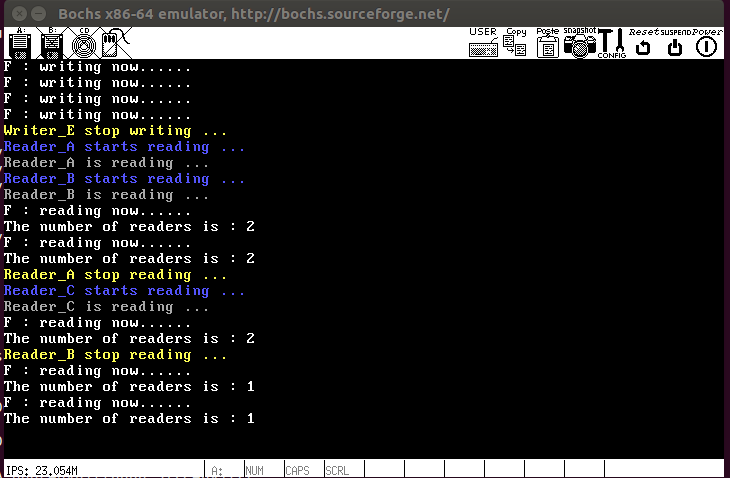 Bochs x86-64 emulator, http://bochs.sourceforge.net/
A: B: CD USER Copy Paste snapshot CONFIG Reset SUSPEND Power
F : writing now......
F : writing now......
F : writing now......
F : writing now......
Writer_E stop writing ...
Reader_A starts reading ...
Reader_A is reading ...
Reader_B starts reading ...
Reader_B is reading ...
F : reading now......
The number of readers is : 2
F : reading now......
The number of readers is : 2
Reader_A stop reading ...
Reader_C starts reading ...
Reader_C is reading ...
F : reading now......
The number of readers is : 2
Reader_B stop reading ...
F : reading now......
The number of readers is : 1
F : reading now......
The number of readers is : 1
IPS: 23.054M A: NUM CAPS SCRL